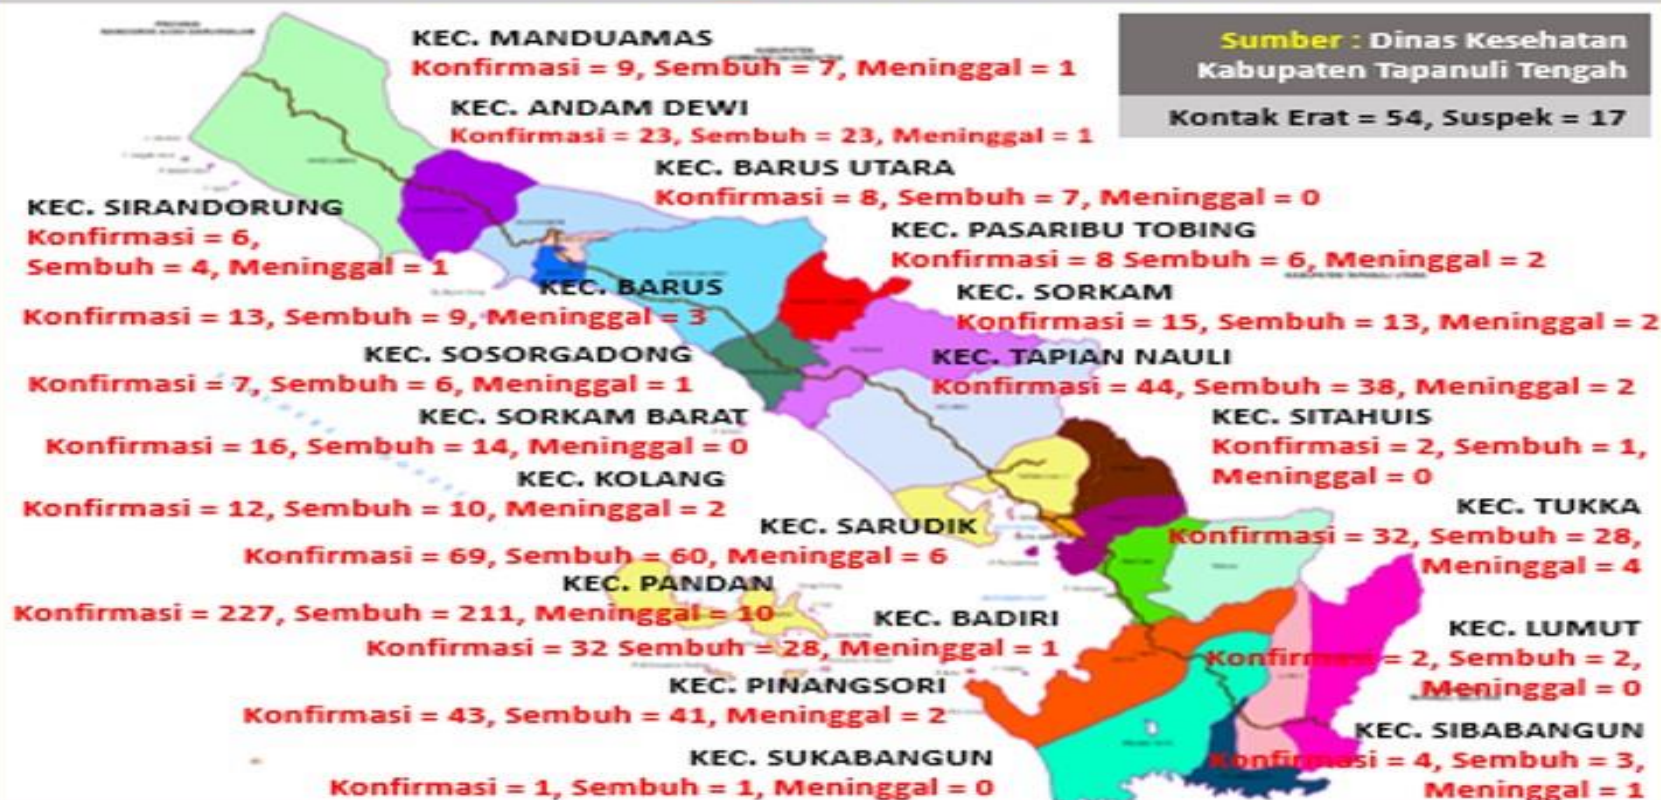 KEC. MANDUAMAS
Konfirmasi = 9, Sembuh = 7, Meninggal = 1
Sumber : Dinas Kesehatan
Kabupaten Tapanuli Tengah
Kontak Erat = 54, Suspek = 17
KEC. ANDAM DEWI
Konfirmasi = 23, Sembuh = 23, Meninggal = 1
KEC. BARUS UTARA
Konfirmasi = 8, Sembuh = 7, Meninggal = 0
KEC. SIRANDORUNG
Konfirmasi = 6,
Sembuh = 4, Meninggal = 1
KEC. PASARIBU TOBING
Konfirmasi = 8 Sembuh = 6, Meninggal = 2
KEC. BARUS
Konfirmasi = 13, Sembuh = 9, Meninggal = 3
KEC. SORKAM
Konfirmasi = 15, Sembuh = 13, Meninggal = 2
KEC. SOSORGADONG
Konfirmasi = 7, Sembuh = 6, Meninggal = 1
KEC. TAPIAN NAULI
Konfirmasi = 44, Sembuh = 38, Meninggal = 2
KEC. SORKAM BARAT
Konfirmasi = 16, Sembuh = 14, Meninggal = 0
KEC. SITAHUIS
Konfirmasi = 2, Sembuh = 1,
Meninggal = 0
KEC. KOLANG
Konfirmasi = 12, Sembuh = 10, Meninggal = 2
KEC. TUKKA
Konfirmasi = 32, Sembuh = 28,
Meninggal = 4
KEC. SARUDIK
Konfirmasi = 69, Sembuh = 60, Meninggal = 6
KEC. PANDAN
Konfirmasi = 227, Sembuh = 211, Meninggal = 10
KEC. BADIRI
Konfirmasi = 32 Sembuh = 28, Meninggal = 1
KEC. LUMUT
Konfirmasi = 2, Sembuh = 2,
Meninggal = 0
KEC. PINANGSORI
Konfirmasi = 43, Sembuh = 41, Meninggal = 2
KEC. SIBABANGUN
Konfirmasi = 4, Sembuh = 3,
Meninggal = 1
KEC. SUKABANGUN
Konfirmasi = 1, Sembuh = 1, Meninggal = 0